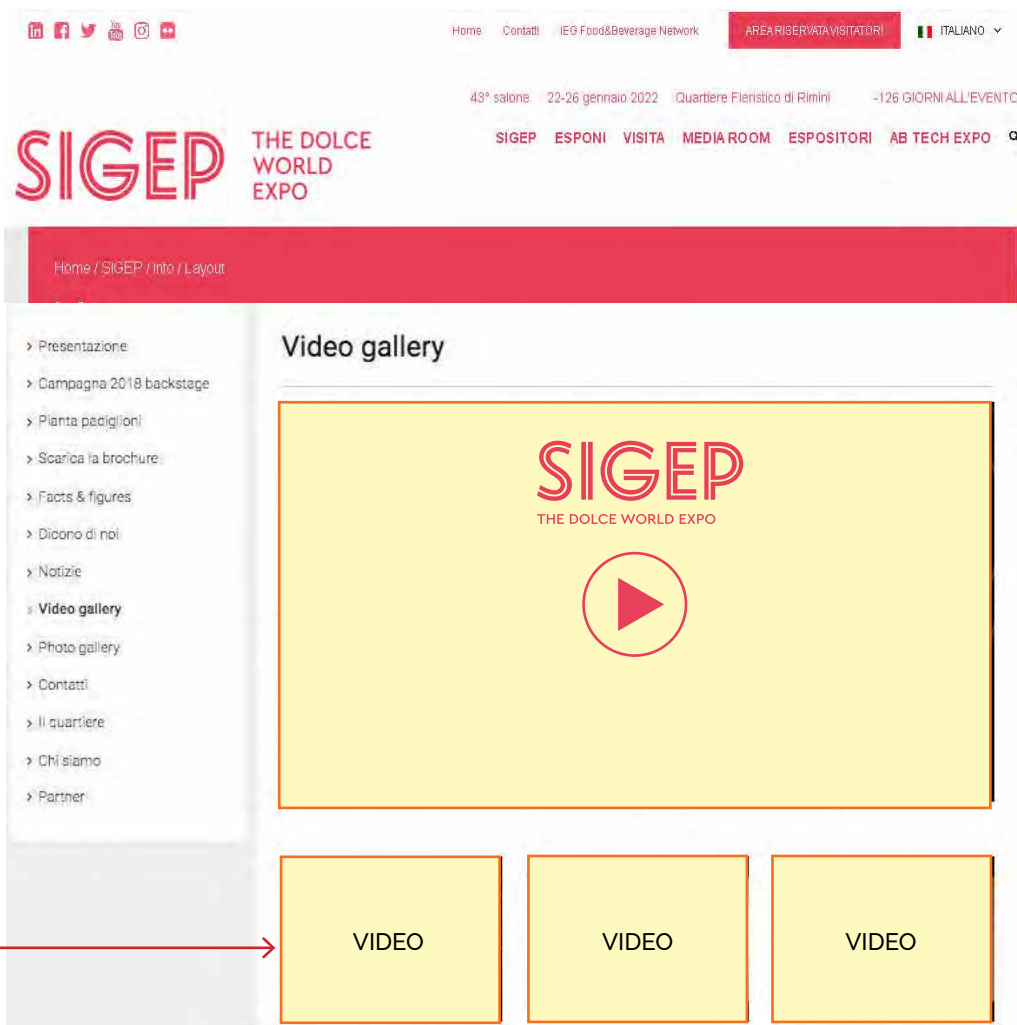 Home Contatti IEG Food&Beverage Network AREA RISERVATA VISITATORI ITALIANO
43° salone 22-26 gennaio 2022 Quartiere Fieristico di Rimini -126 GIORNI ALL'EVENTO
SIGEP THE DOLCE WORLD EXPO
SIGEP ESPONI VISITA MEDIA ROOM ESPOSITORI AB TECH EXPO
Home / SIGEP / Info / Layout
> Presentazione
> Campagna 2018 backstage
> Pianta padiglioni
> Scarica la brochure
> Facts & figures
> Dicono di noi
> Notizie
> Video gallery
> Photo gallery
> Contatti
> Il quartiere
> Chi siamo
> Partner
Video gallery
SIGEP
THE DOLCE WORLD EXPO
VIDEO VIDEO VIDEO